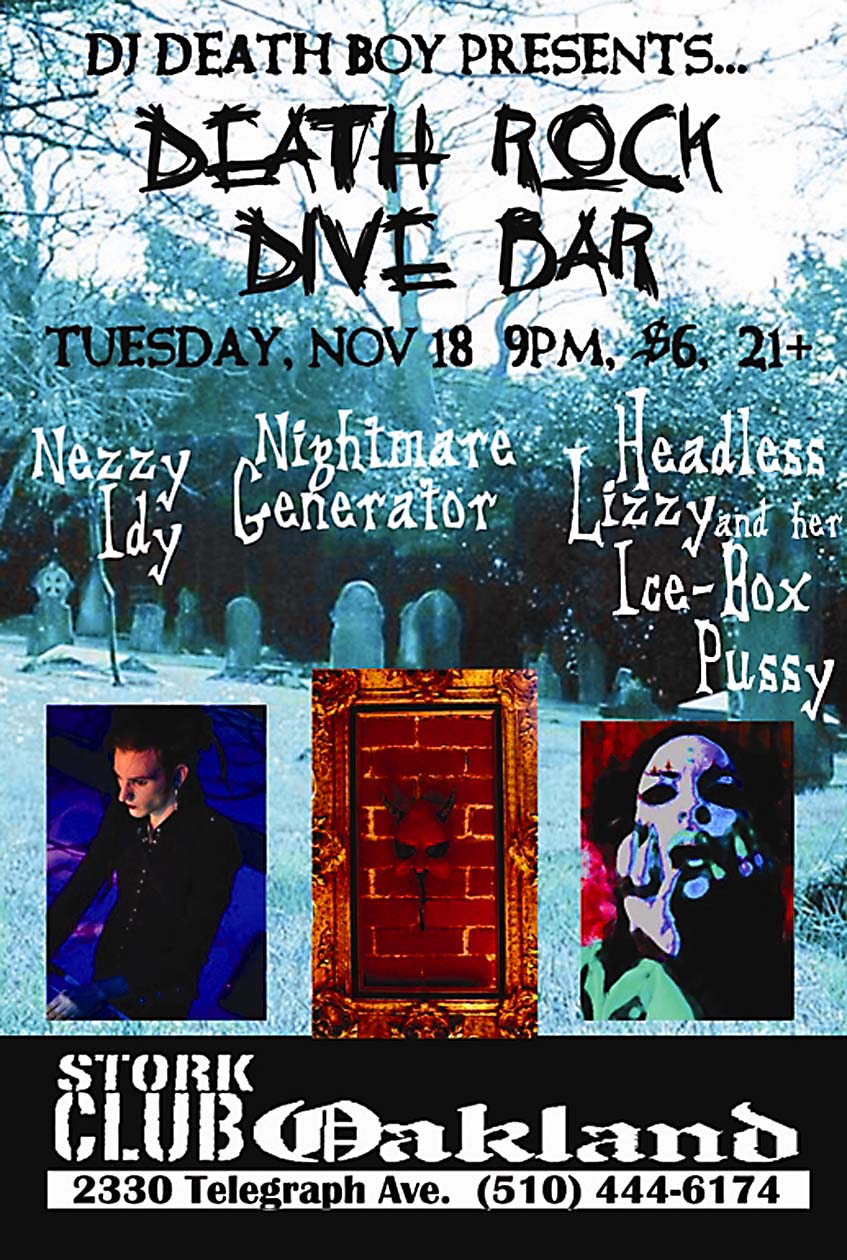 DJ DEATH BOY PRESENTS...
DEATH ROCK
DIVE BAR
TUESDAY, NOV 18 9PM, $6, 21+
Nezzy
Idy
Nightmare
Generator
Headless
Lizzy and her
Ice-Box
Pussy
STORK
CLUB Oakland
2330 Telegraph Ave. (510) 444-6174